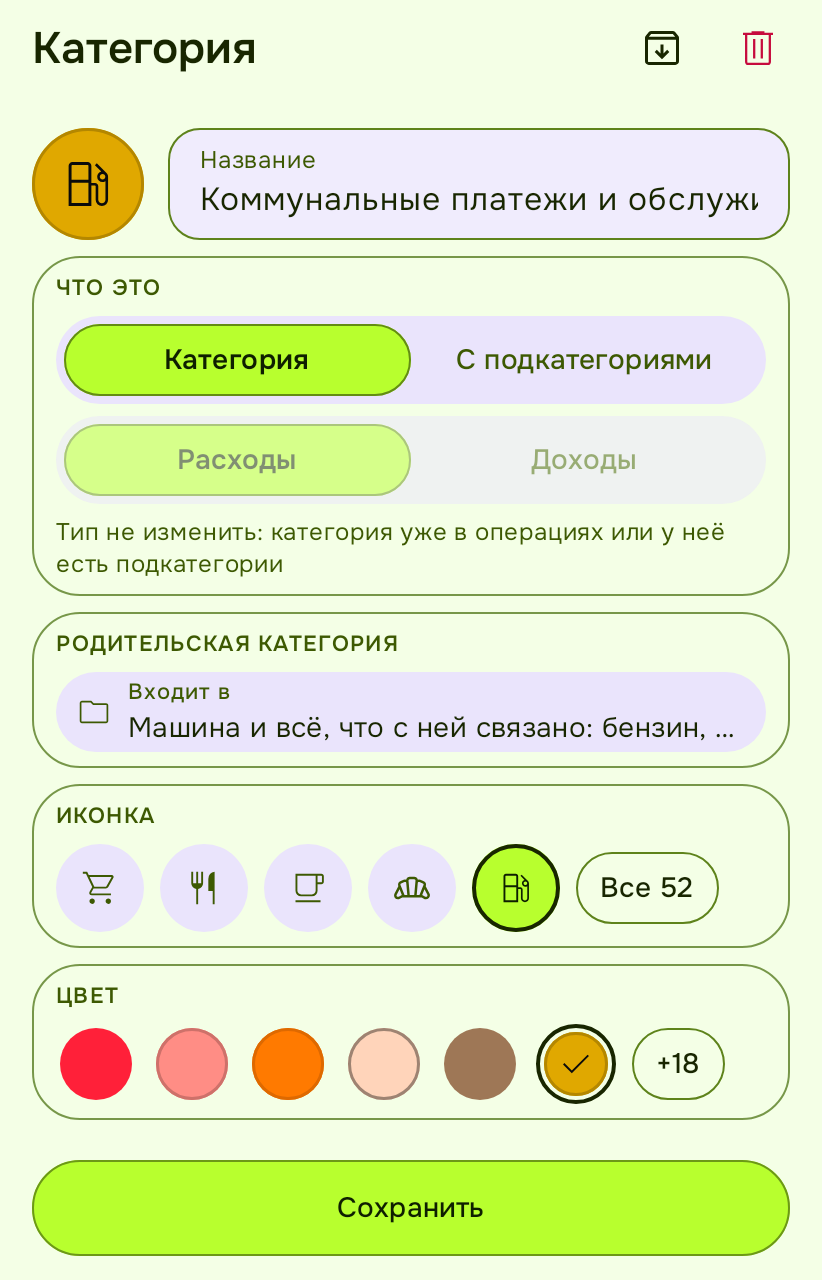 Категория
Название
Коммунальные платежи и обслужи
ЧТО ЭТО
Категория
С подкатегориями
Расходы
Доходы
Тип не изменить: категория уже в операциях или у неё
есть подкатегории
РОДИТЕЛЬСКАЯ КАТЕГОРИЯ
Входит в
Машина и всё, что с ней связано: бензин, ...
ИКОНКА
Все 52
ЦВЕТ
+18
Сохранить